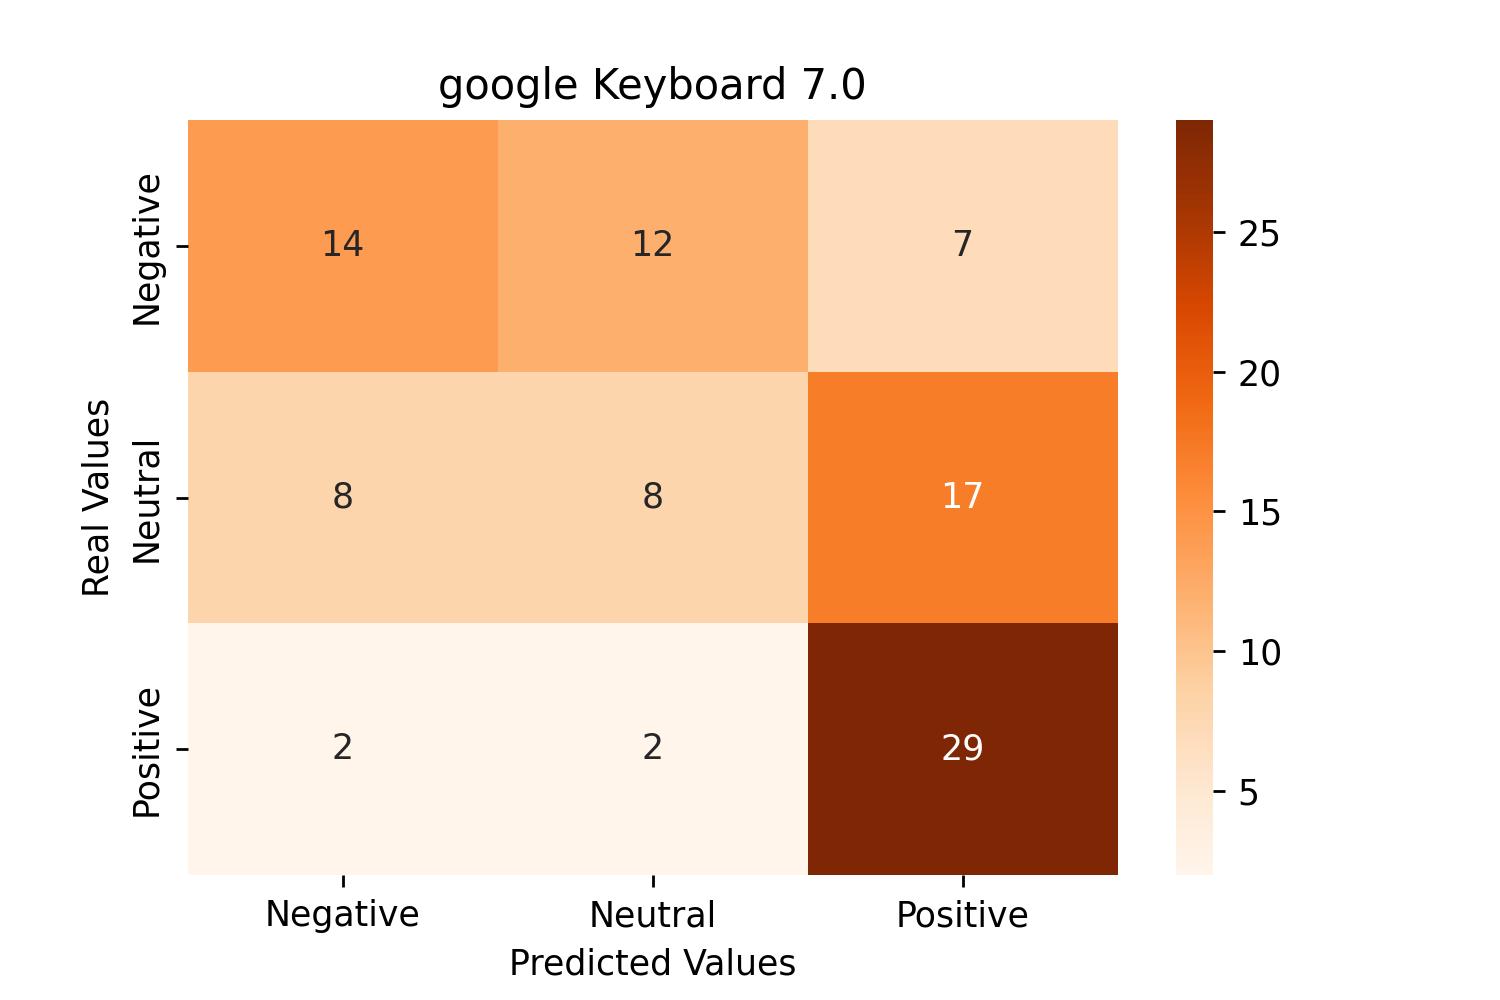 google Keyboard 7.0
Real Values
Negative
14 12 7
Neutral
8 8 17
Positive
2 2 29
Negative Neutral Positive
Predicted Values
25
20
15
10
5